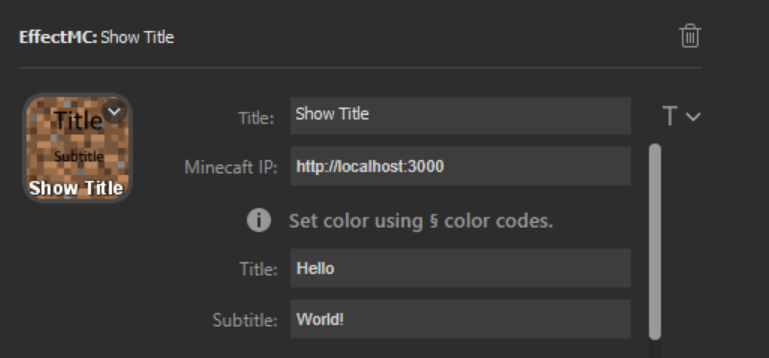 EffectMC: Show Title
Title
Subtitle
Show Title
Title: Show Title
T
Minecaft IP: http://localhost:3000
Set color using § color codes.
Title: Hello
Subtitle: World!